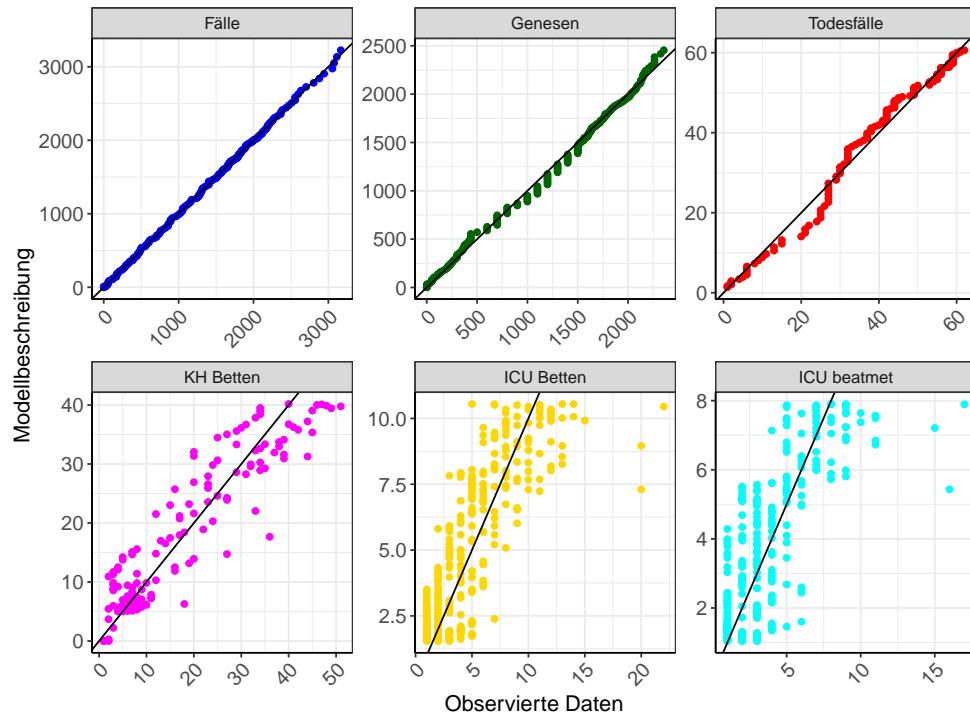 Fälle Genesen Todesfälle
3000
2000
1000
0
0 1000 2000 3000
2500
2000
1500
1000
500
0
0 500 1000 1500 2000
60
40
20
0
0 20 40 60
KH Betten ICU Betten ICU beatmet
40
30
20
10
0
0 10 20 30 40 50
10.0
7.5
5.0
2.5
0 5 10 15 20
8
6
4
2
5 10 15
Modellbeschreibung
Observierte Daten